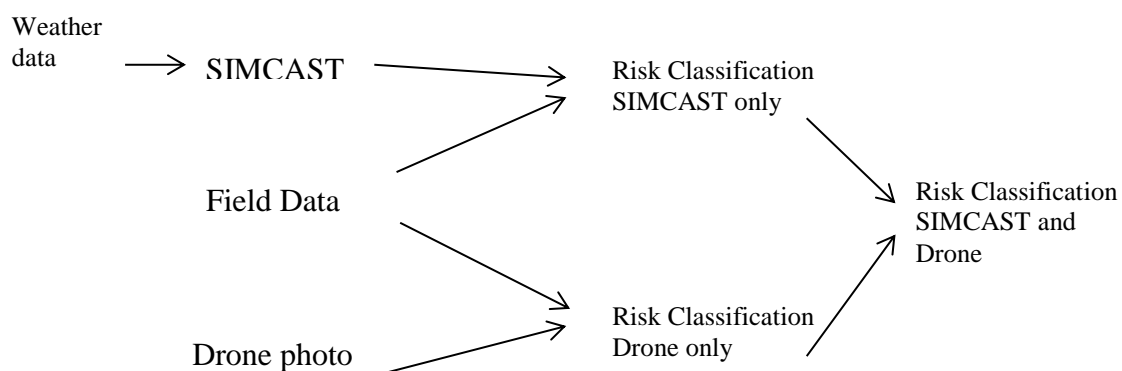 Weather
data
SIMCAST
Risk Classification
SIMCAST only
Field Data
Risk Classification
SIMCAST and
Drone
Risk Classification
Drone only
Drone photo